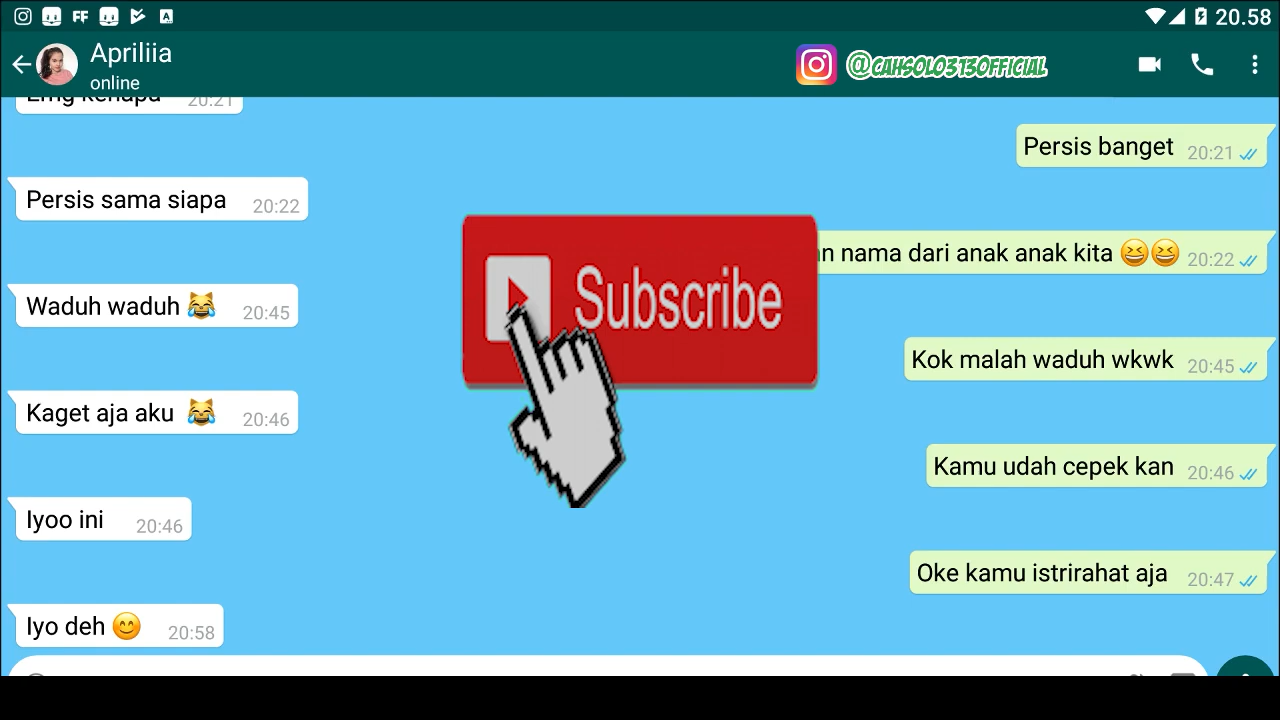 FF
A
20.58
Apriliia
online
@CAHSOLO313OFFICIAL
20:21
Persis banget 20:21
Persis sama siapa 20:22
nama dari anak anak kita 😆😆 20:22
Subscribe
Waduh waduh 😹 20:45
Kok malah waduh wkwk 20:45
Kaget aja aku 😹 20:46
Kamu udah cepek kan 20:46
Iyoo ini 20:46
Oke kamu istrirahat aja 20:47
Iyo deh 😊 20:58